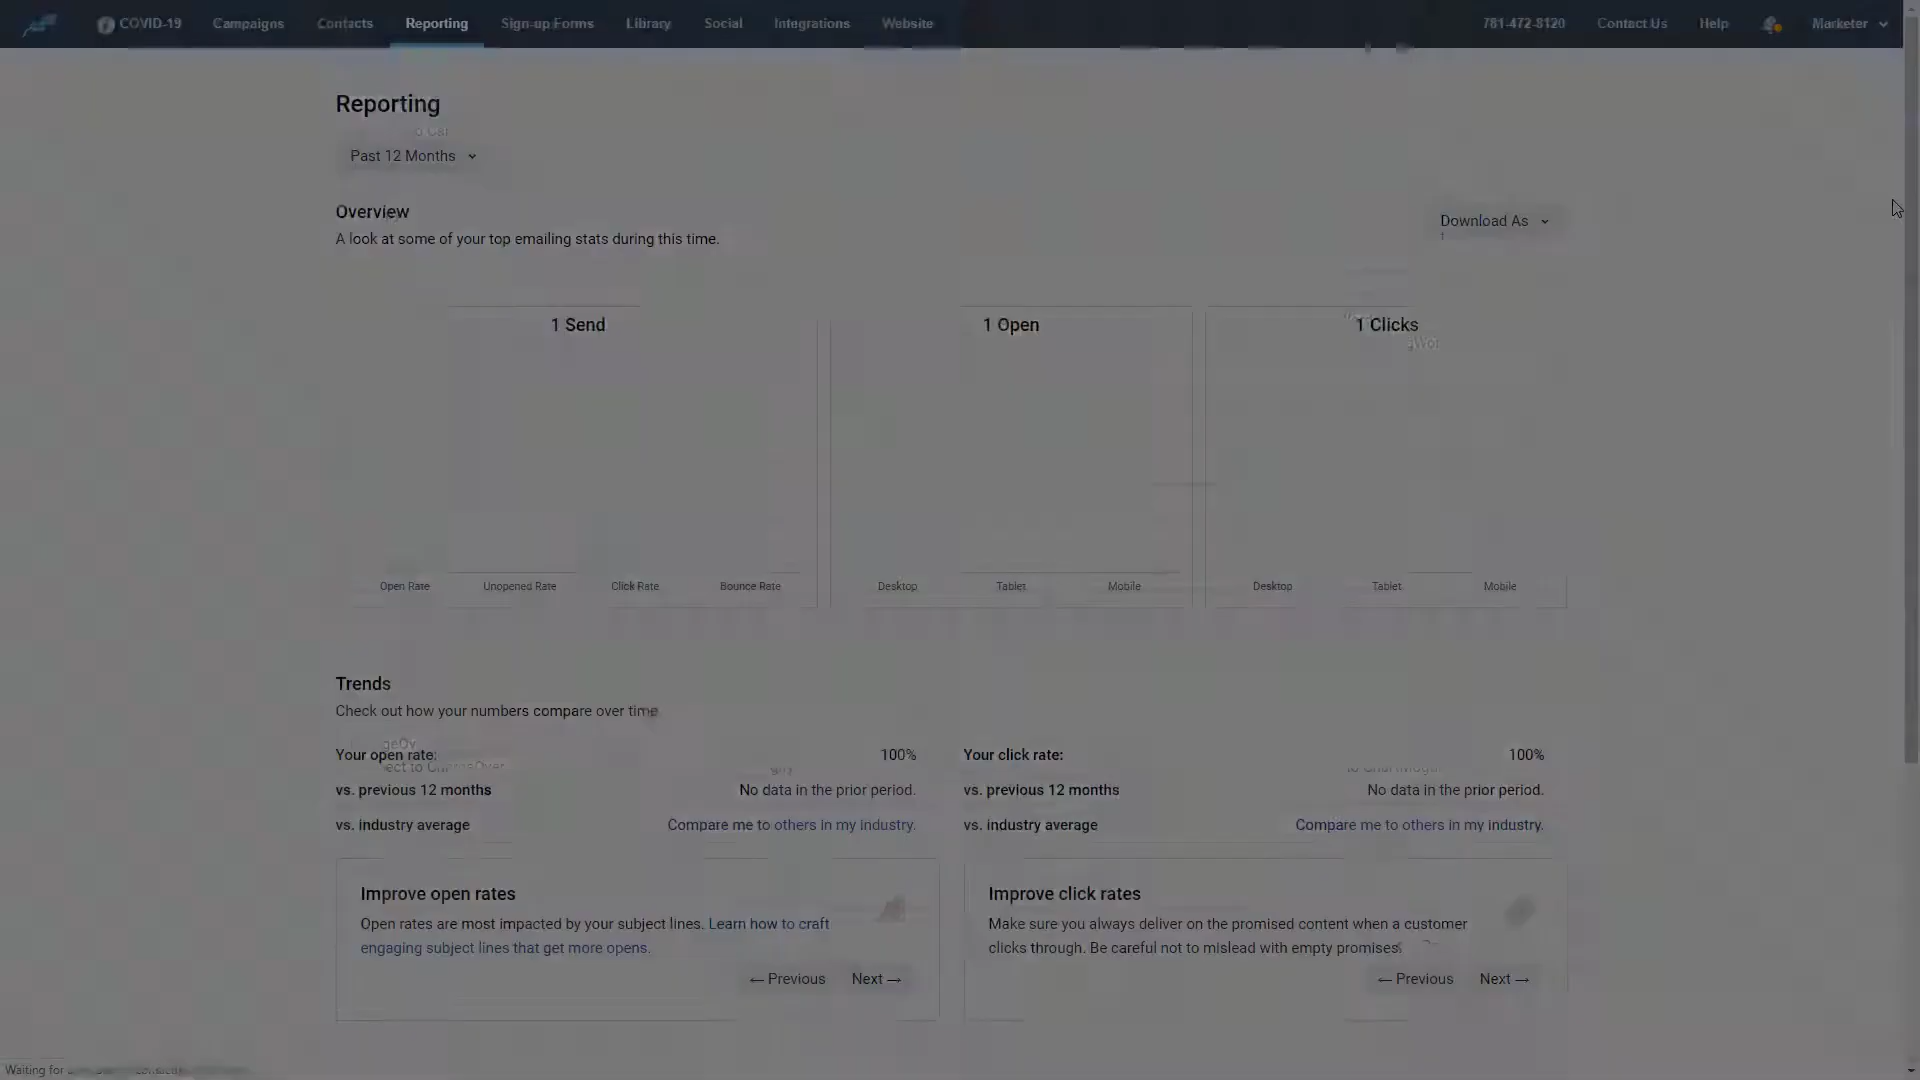 COVID-19 Campaigns Contacts Reporting Sign-up Forms Library Social Integrations Website 781-472-8120 Contact Us Help Marketer
Reporting
Past 12 Months
Overview
Download As
A look at some of your top emailing stats during this time.
1 Send 1 Open 1 Clicks
Open Rate Unopened Rate Click Rate Bounce Rate Desktop Tablet Mobile Desktop Tablet Mobile
Trends
Check out how your numbers compare over time
Your open rate: 100% Your click rate: 100%
vs. previous 12 months No data in the prior period. vs. previous 12 months No data in the prior period.
vs. industry average Compare me to others in my industry. vs. industry average Compare me to others in my industry.
Improve open rates
Open rates are most impacted by your subject lines. Learn how to craft
engaging subject lines that get more opens.
← Previous Next →
Improve click rates
Make sure you always deliver on the promised content when a customer
clicks through. Be careful not to mislead with empty promises.
← Previous Next →
Waiting for